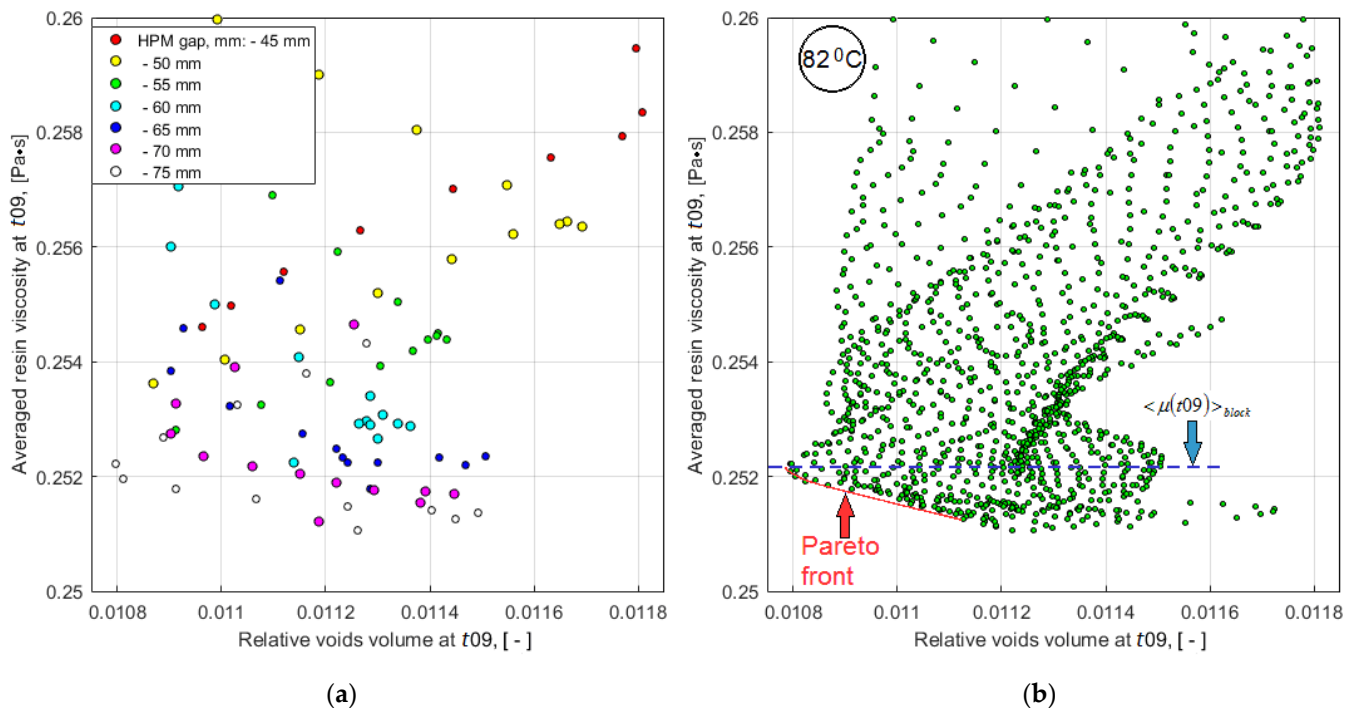 0.26
0.258
0.256
0.254
0.252
0.25
Averaged resin viscosity at t09, [Pa•s]
HPM gap, mm: - 45 mm
- 50 mm
- 55 mm
- 60 mm
- 65 mm
- 70 mm
- 75 mm
0.0108
0.011
0.0112
0.0114
0.0116
0.0118
Relative voids volume at t09, [ - ]
(a)
0.26
0.258
0.256
0.254
0.252
0.25
Averaged resin viscosity at t09, [Pa•s]
82 ⁰C
< μ(t09) >block
Pareto
front
0.0108
0.011
0.0112
0.0114
0.0116
0.0118
Relative voids volume at t09, [ - ]
(b)